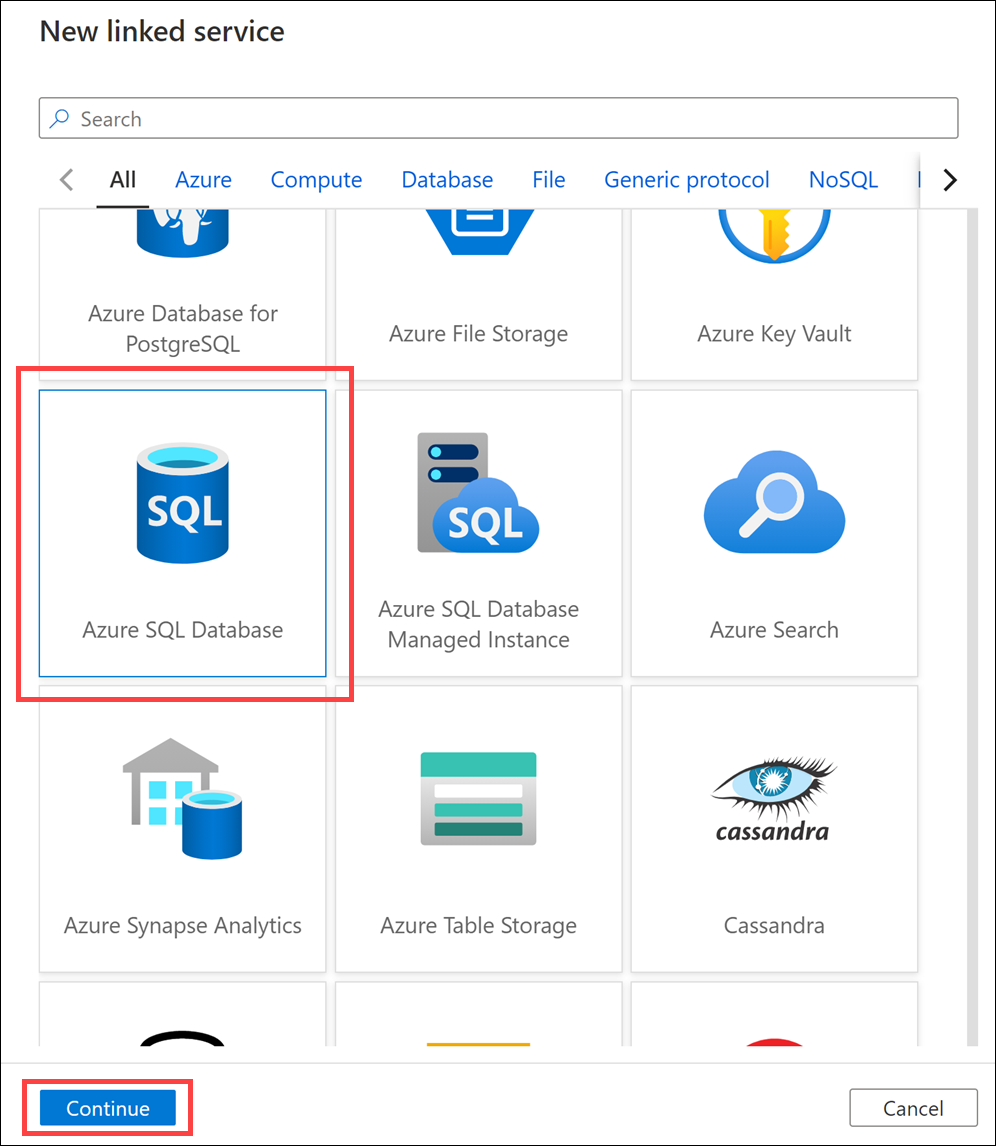 New linked service
Search
All Azure Compute Database File Generic protocol NoSQL
Azure Database for
PostgreSQL
Azure File Storage
Azure Key Vault
SQL
Azure SQL Database
SQL
Azure SQL Database
Managed Instance
Azure Search
Azure Synapse Analytics
Azure Table Storage
cassandra
Cassandra
Continue
Cancel